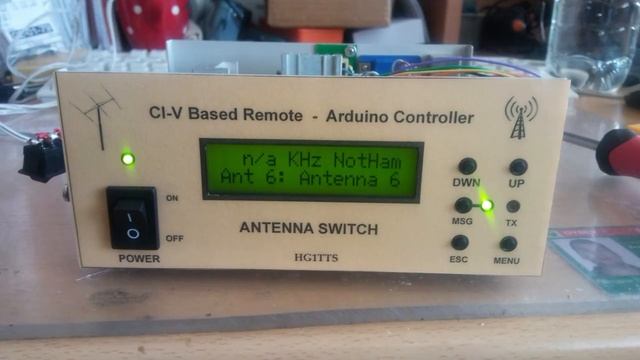 CI-V Based Remote - Arduino Controller
n/a KHz NotHam
Ant 6: Antenna 6
DWN
UP
MSG
TX
ESC
MENU
ON
OFF
POWER
ANTENNA SWITCH
HG1TTS